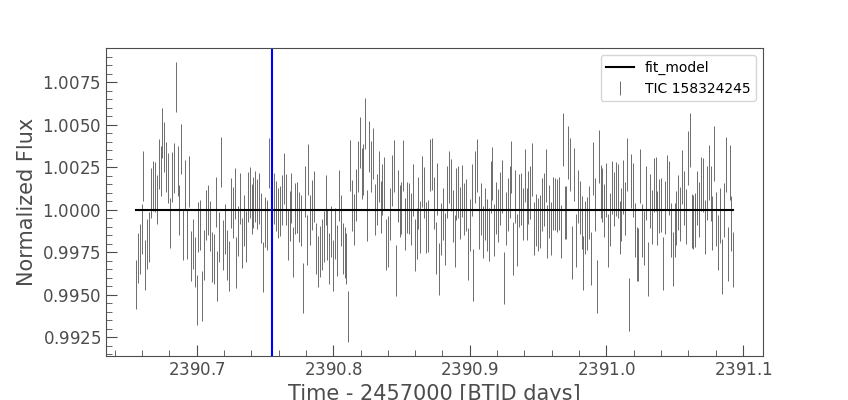 fit_model
TIC 158324245
Normalized Flux
1.0075
1.0050
1.0025
1.0000
0.9975
0.9950
0.9925
2390.7 2390.8 2390.9 2391.0 2391.1
Time - 2457000 [BTJD days]